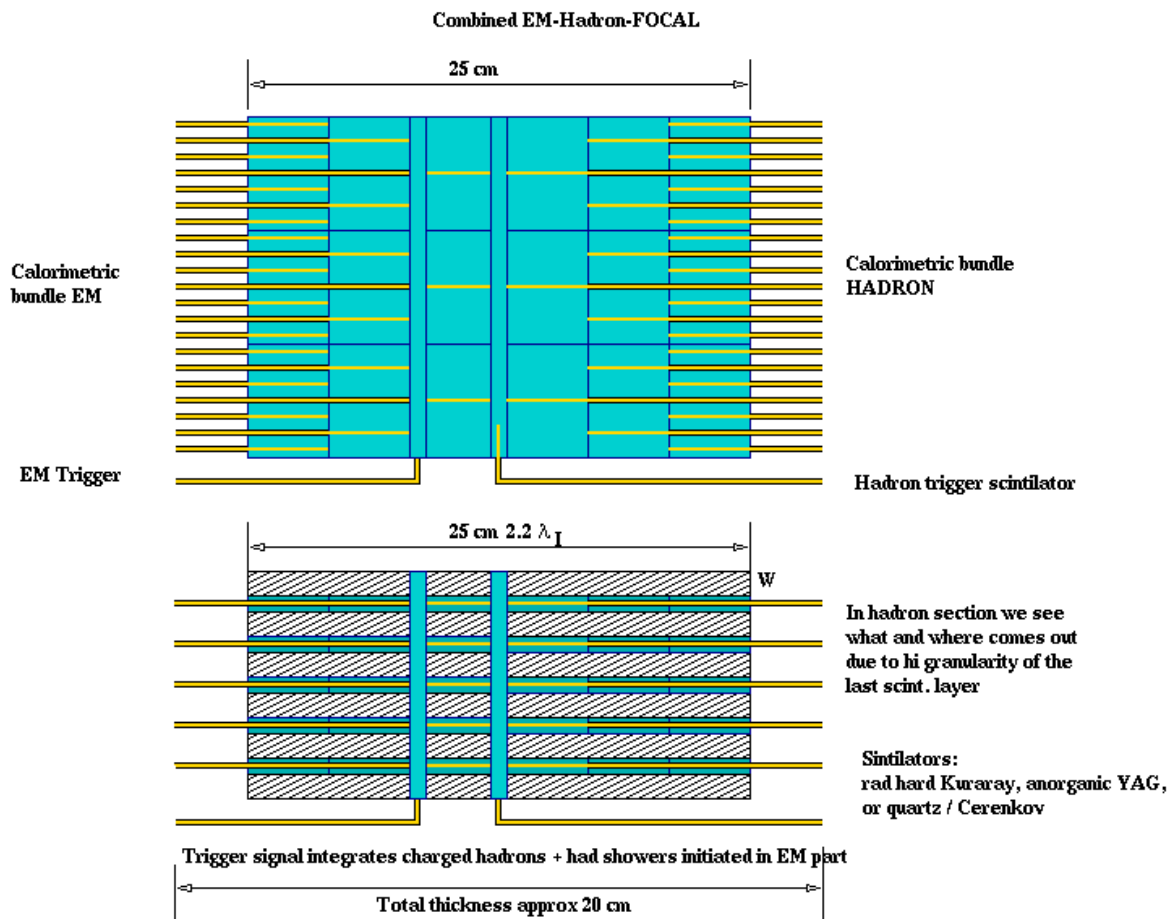 Combined EM-Hadron-FOCAL
25 cm
Calorimetric
bundle EM
Calorimetric bundle
HADRON
EM Trigger
Hadron trigger scintilator
25 cm 2.2 λI
W
In hadron section we see
what and where comes out
due to hi granularity of the
last scint. layer
Sintilators:
rad hard Kuraray, anorganic YAG,
or quartz / Cerenkov
Trigger signal integrates charged hadrons + had showers initiated in EM part
Total thickness approx 20 cm